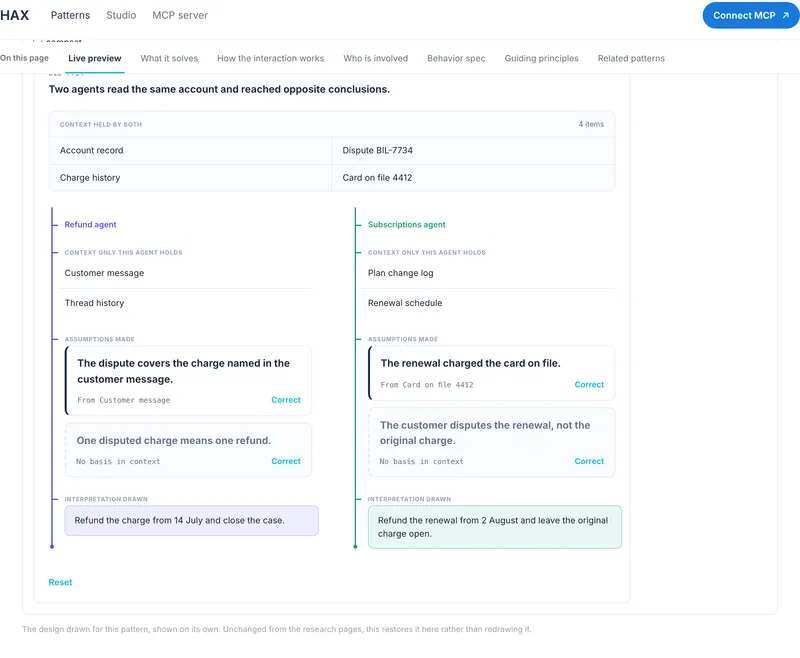 HAX
Patterns
Studio
MCP server
Connect MCP ↗
On this page
Live preview
What it solves
How the interaction works
Who is involved
Behavior spec
Guiding principles
Related patterns
Two agents read the same account and reached opposite conclusions.
CONTEXT HELD BY BOTH
4 items
Account record
Dispute BIL-7734
Charge history
Card on file 4412
Refund agent
CONTEXT ONLY THIS AGENT HOLDS
Customer message
Thread history
ASSUMPTIONS MADE
The dispute covers the charge named in the
customer message.
From Customer message
Correct
One disputed charge means one refund.
No basis in context
Correct
INTERPRETATION DRAWN
Refund the charge from 14 July and close the case.
Subscriptions agent
CONTEXT ONLY THIS AGENT HOLDS
Plan change log
Renewal schedule
ASSUMPTIONS MADE
The renewal charged the card on file.
From Card on file 4412
Correct
The customer disputes the renewal, not the
original charge.
No basis in context
Correct
INTERPRETATION DRAWN
Refund the renewal from 2 August and leave the original
charge open.
Reset
The design drawn for this pattern, shown on its own. Unchanged from the research pages, this restores it here rather than redrawing it.